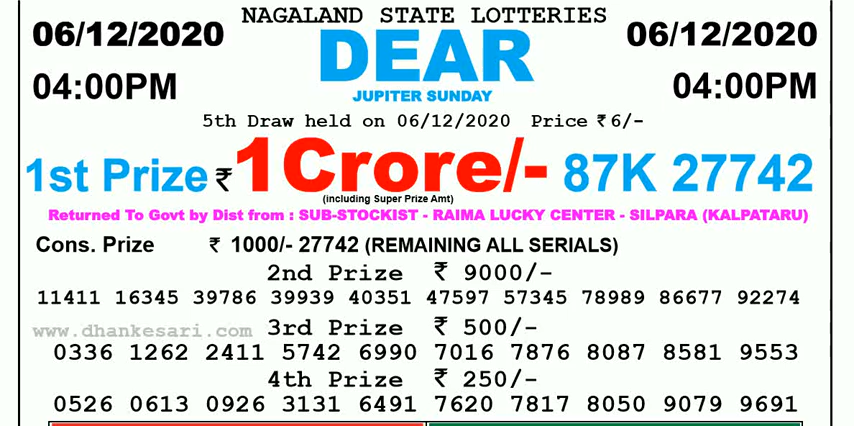 NAGALAND STATE LOTTERIES
06/12/2020 DEAR 06/12/2020
04:00PM JUPITER SUNDAY 04:00PM
5th Draw held on 06/12/2020 Price ₹6/-
1st Prize ₹1Crore/- 87K 27742
(including Super Prize Amt)
Returned To Govt by Dist from : SUB-STOCKIST - RAIMA LUCKY CENTER - SILPARA (KALPATARU)
Cons. Prize ₹ 1000/- 27742 (REMAINING ALL SERIALS)
2nd Prize ₹ 9000/-
11411 16345 39786 39939 40351 47597 57345 78989 86677 92274
www.dhankesari.com 3rd Prize ₹ 500/-
0336 1262 2411 5742 6990 7016 7876 8087 8581 9553
4th Prize ₹ 250/-
0526 0613 0926 3131 6491 7620 7817 8050 9079 9691